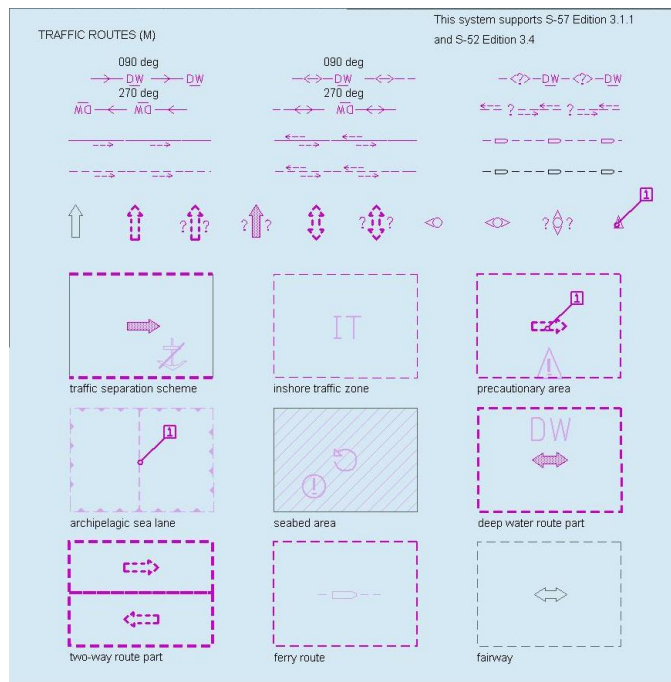 TRAFFIC ROUTES (M)
This system supports S-57 Edition 3.1.1
and S-52 Edition 3.4
090 deg
090 deg
DW DW
DW
<?> DW <?> DW
270 deg
270 deg
DW DW
? ?
? ? ? ? ? ? ? ?
1
1
IT
traffic separation scheme
inshore traffic zone
precautionary area
1
DW
!
archipelagic sea lane
seabed area
deep water route part
two-way route part
ferry route
fairway